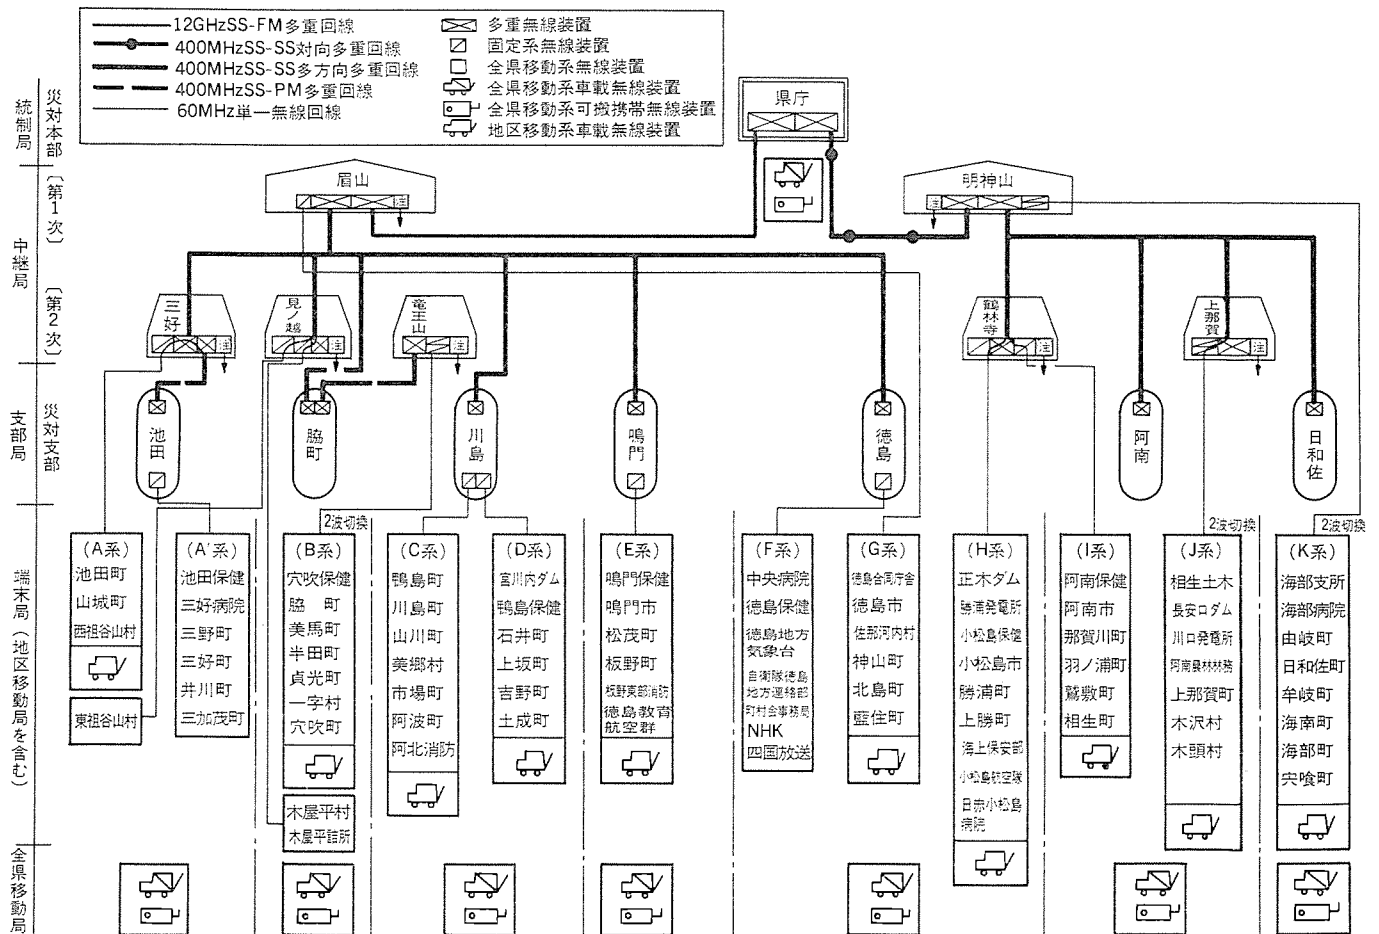 12GHzSS-FM多重回線
400MHzSS-SS対向多重回線
400MHzSS-SS多方向多重回線
400MHzSS-PM多重回線
60MHz単一無線回線
多重無線装置
固定系無線装置
全県移動系無線装置
全県移動系車載無線装置
全県移動系可搬携帯無線装置
地区移動系車載無線装置
統制局
災対本部
県庁
中継局
〔第1次〕
眉山
注
明神山
注
〔第2次〕
三好
注
見ノ越
注
竜王山
注
鶴林寺
注
上那賀
注
支部局
災対支部
池田
脇町
川島
鳴門
徳島
阿南
日和佐
2波切換
2波切換
2波切換
端末局(地区移動局を含む)
(A系)
池田町
山城町
西祖谷山村
東祖谷山村
(A'系)
池田保健
三好病院
三野町
三好町
井川町
三加茂町
(B系)
穴吹保健
脇 町
美馬町
半田町
貞光町
一字村
穴吹町
木屋平村
木屋平詰所
(C系)
鴨島町
川島町
山川町
美郷村
市場町
阿波町
阿北消防
(D系)
宮川内ダム
鴨島保健
石井町
上坂町
吉野町
土成町
(E系)
鳴門保健
鳴門市
松茂町
板野町
板野東部消防
徳島教育
航空群
(F系)
中央病院
徳島保健
徳島地方
気象台
自衛隊徳島
地方連絡部
町村会事務局
NHK
四国放送
(G系)
徳島合同庁舎
徳島市
佐那河内村
神山町
北島町
藍住町
(H系)
正木ダム
勝浦発電所
小松島保健
小松島市
勝浦町
上勝町
海上保安部
小松島航空隊
日赤小松島
病院
(I系)
阿南保健
阿南市
那賀川町
羽ノ浦町
鷲敷町
相生町
(J系)
相生土木
長安口ダム
川口発電所
阿南農林林務
上那賀町
木沢村
木頭村
(K系)
海部支所
海部病院
由岐町
日和佐町
牟岐町
海南町
海部町
宍喰町
全県移動局